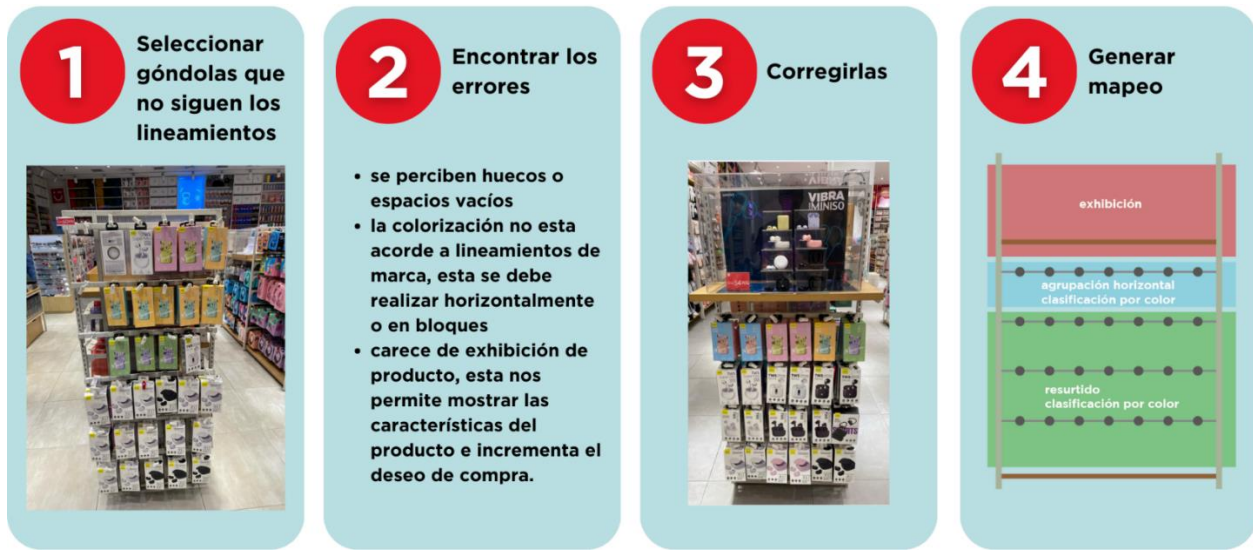 1
Seleccionar
góndolas que
no siguen los
lineamientos
2
Encontrar los
errores
• se perciben huecos o
espacios vacíos
• la colorización no esta
acorde a lineamientos de
marca, esta se debe
realizar horizontalmente
o en bloques
• carece de exhibición de
producto, esta nos
permite mostrar las
características del
producto e incrementa el
deseo de compra.
3
Corregirlas
VIBRA
IMINISO
4
Generar
mapeo
exhibición
agrupación horizontal
clasificación por color
resurtido
clasificación por color